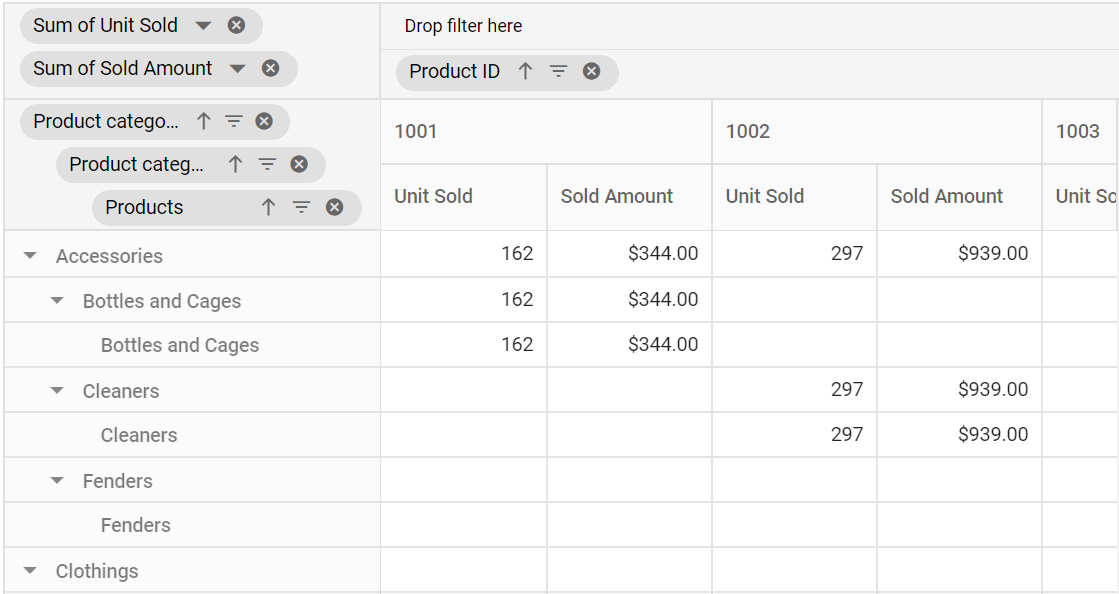 Sum of Unit Sold
Drop filter here
Sum of Sold Amount
Product ID
Product catego...
1001 1002 1003
Product categ...
Unit Sold Sold Amount Unit Sold Sold Amount Unit So
Products
Accessories 162 $344.00 297 $939.00
Bottles and Cages 162 $344.00
Bottles and Cages 162 $344.00
Cleaners 297 $939.00
Cleaners 297 $939.00
Fenders
Fenders
Clothings